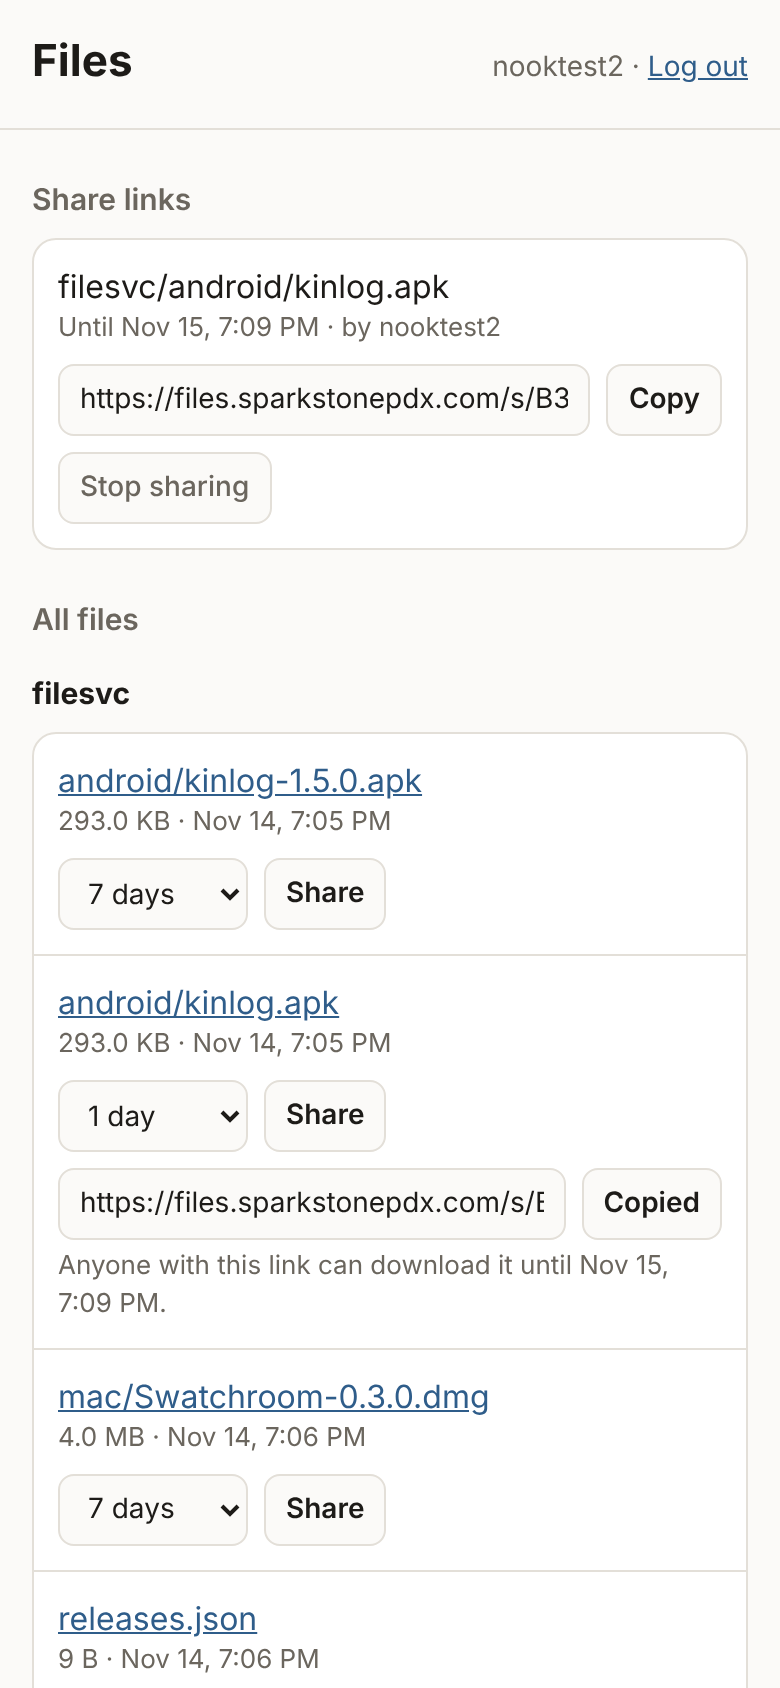 Files
nooktest2 · Log out
Share links
filesvc/android/kinlog.apk
Until Nov 15, 7:09 PM · by nooktest2
https://files.sparkstonepdx.com/s/B3
Copy
Stop sharing
All files
filesvc
android/kinlog-1.5.0.apk
293.0 KB · Nov 14, 7:05 PM
7 days
Share
android/kinlog.apk
293.0 KB · Nov 14, 7:05 PM
1 day
Share
https://files.sparkstonepdx.com/s/B
Copied
Anyone with this link can download it until Nov 15,
7:09 PM.
mac/Swatchroom-0.3.0.dmg
4.0 MB · Nov 14, 7:06 PM
7 days
Share
releases.json
9 B · Nov 14, 7:06 PM